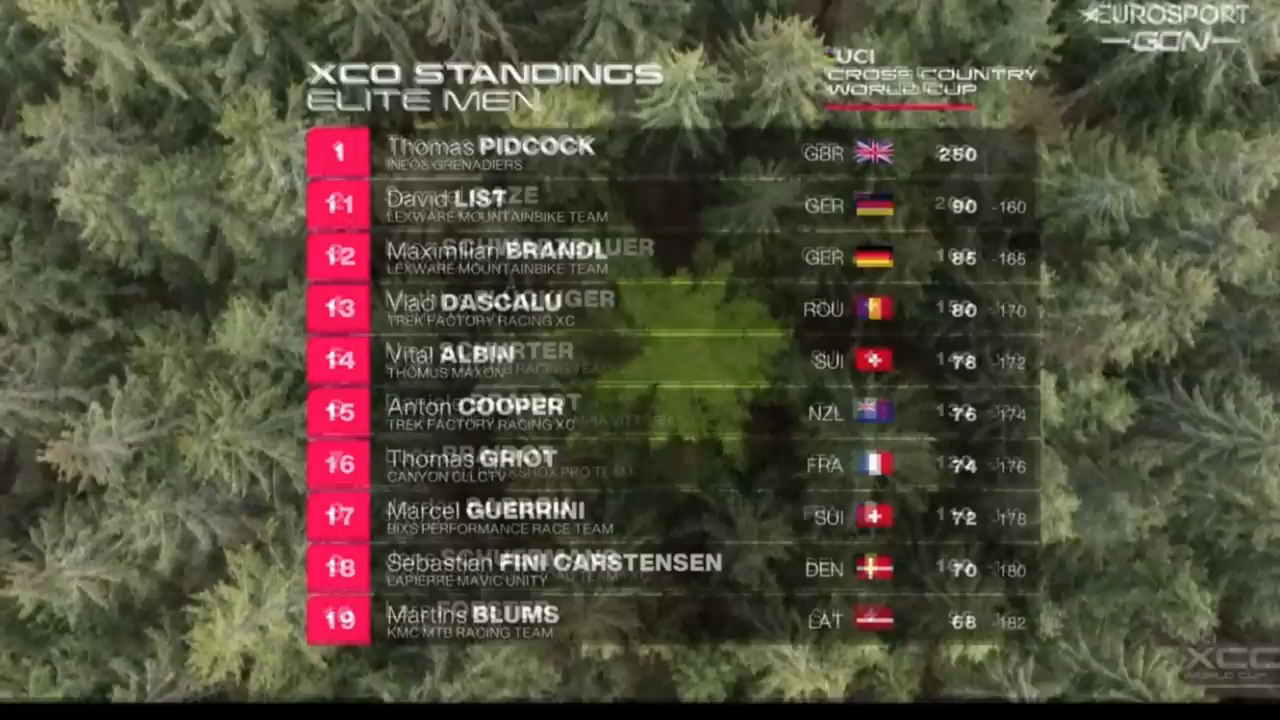 EUROSPORT
GCN
XCO STANDINGS
ELITE MEN
UCI
CROSS COUNTRY
WORLD CUP
1 Thomas PIDCOCK GBR 250
INEOS GRENADIERS
11 David LIST GER 90 -160
LEXWARE MOUNTAINBIKE TEAM
12 Maximilian BRANDL GER 85 -165
LEXWARE MOUNTAINBIKE TEAM
13 Vlad DASCALU ROU 80 -170
TREK FACTORY RACING XC
14 Vital ALBIN SUI 78 -172
THÖMUS MAXON
15 Anton COOPER NZL 76 -174
TREK FACTORY RACING XC
16 Thomas GRIOT FRA 74 -176
CANYON CLLCTV
17 Marcel GUERRINI SUI 72 -178
BIXS PERFORMANCE RACE TEAM
18 Sebastian FINI CARSTENSEN DEN 70 -180
LAPIERRE MAVIC UNITY
19 Martins BLUMS LAT 68 -182
KMC MTB RACING TEAM
XCC
WORLD CUP